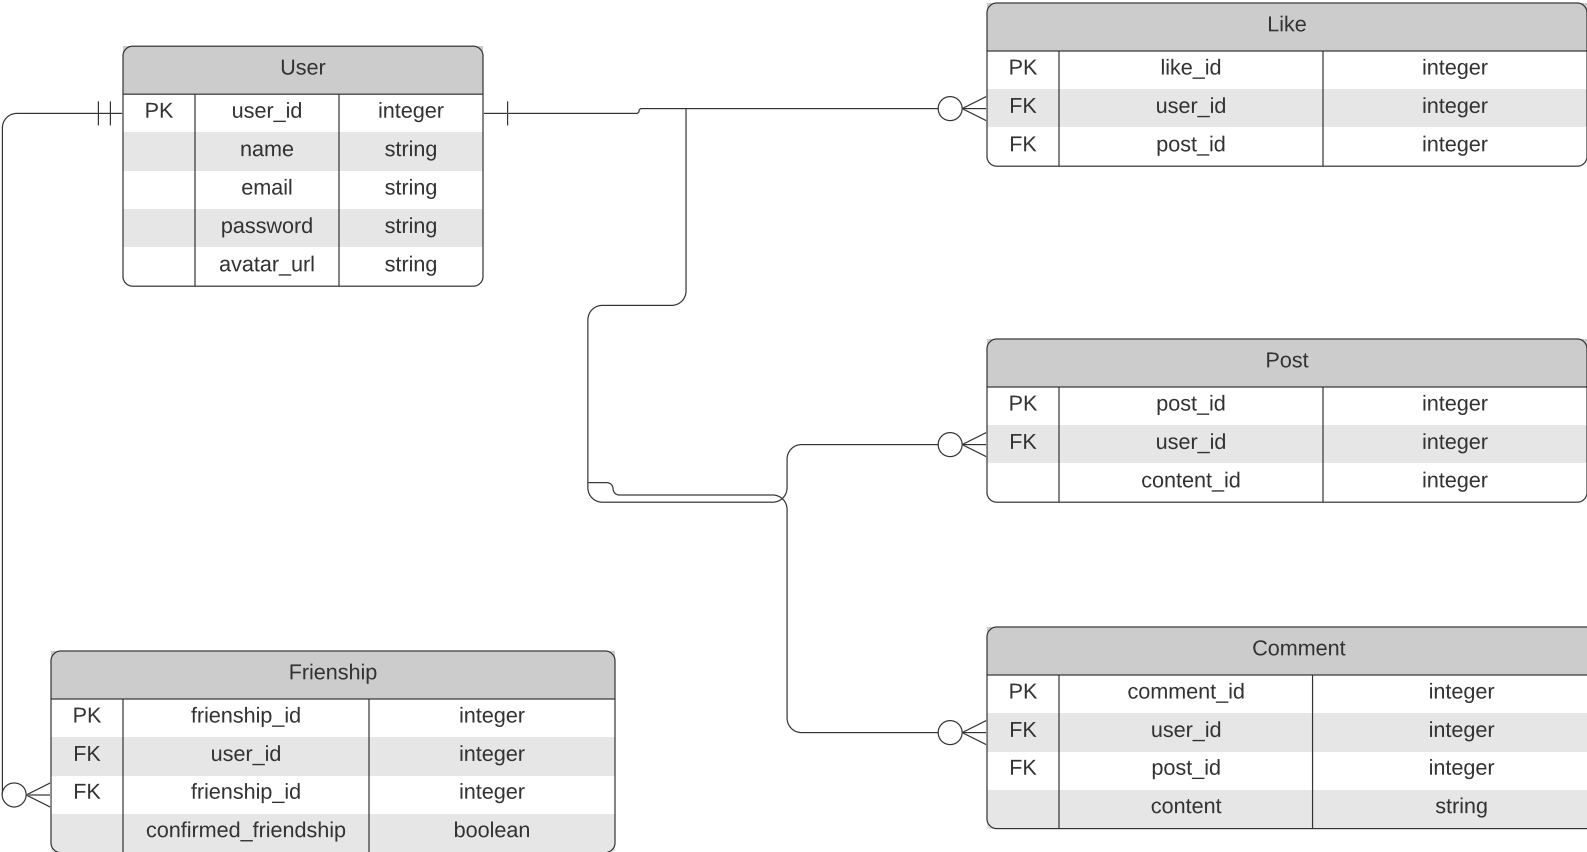 User
PK user_id integer
name string
email string
password string
avatar_url string
Like
PK like_id integer
FK user_id integer
FK post_id integer
Post
PK post_id integer
FK user_id integer
content_id integer
Frienship
PK frienship_id integer
FK user_id integer
FK frienship_id integer
confirmed_friendship boolean
Comment
PK comment_id integer
FK user_id integer
FK post_id integer
content string